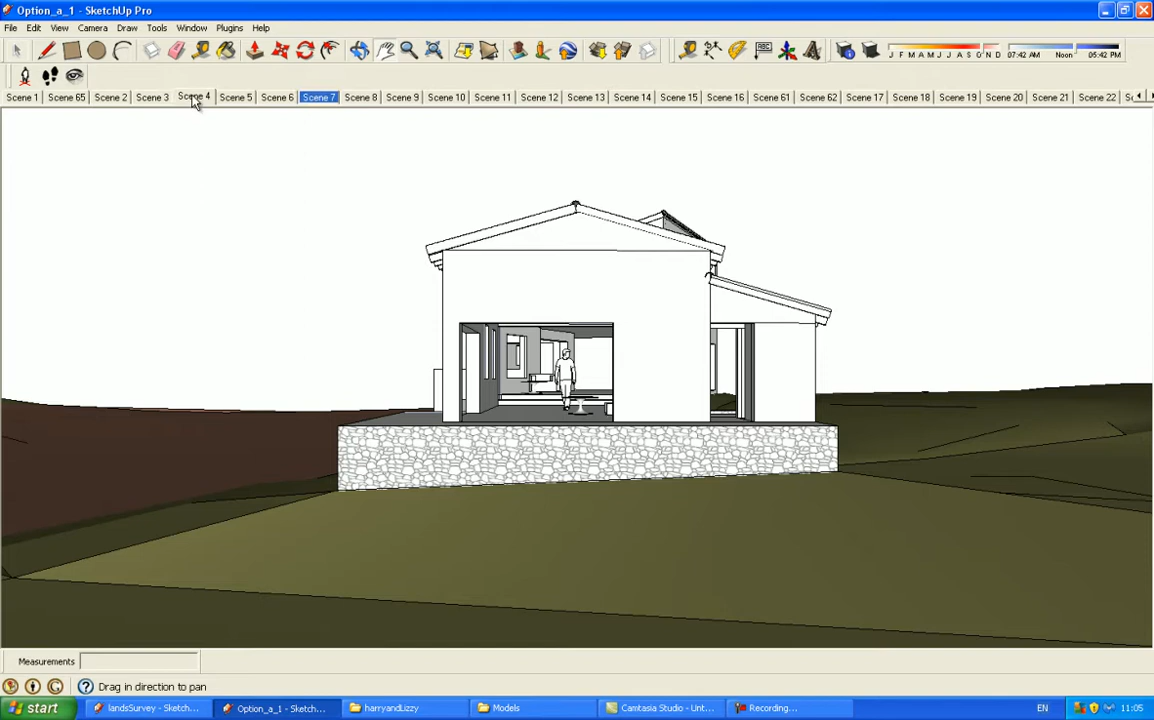 Option_a_1 - SketchUp Pro
File Edit View Camera Draw Tools Window Plugins Help
ABC
J F M A M J J A S O N D 07:42 AM Noon 05:42 PM
Scene 1 Scene 65 Scene 2 Scene 3 Scene 4 Scene 5 Scene 6 Scene 7 Scene 8 Scene 9 Scene 10 Scene 11 Scene 12 Scene 13 Scene 14 Scene 15 Scene 16 Scene 61 Scene 62 Scene 17 Scene 18 Scene 19 Scene 20 Scene 21 Scene 22
Measurements
Drag in direction to pan
start landsSurvey - Sketch... Option_a_1 - Sketch... harryandLizzy Models Camtasia Studio - Unt... Recording... EN 11:05